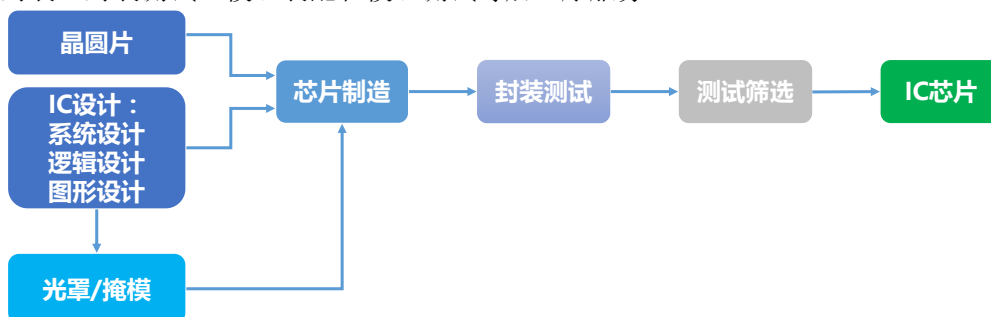 晶圆片
IC设计：
系统设计
逻辑设计
图形设计
光罩/掩模
芯片制造
封装测试
测试筛选
IC芯片